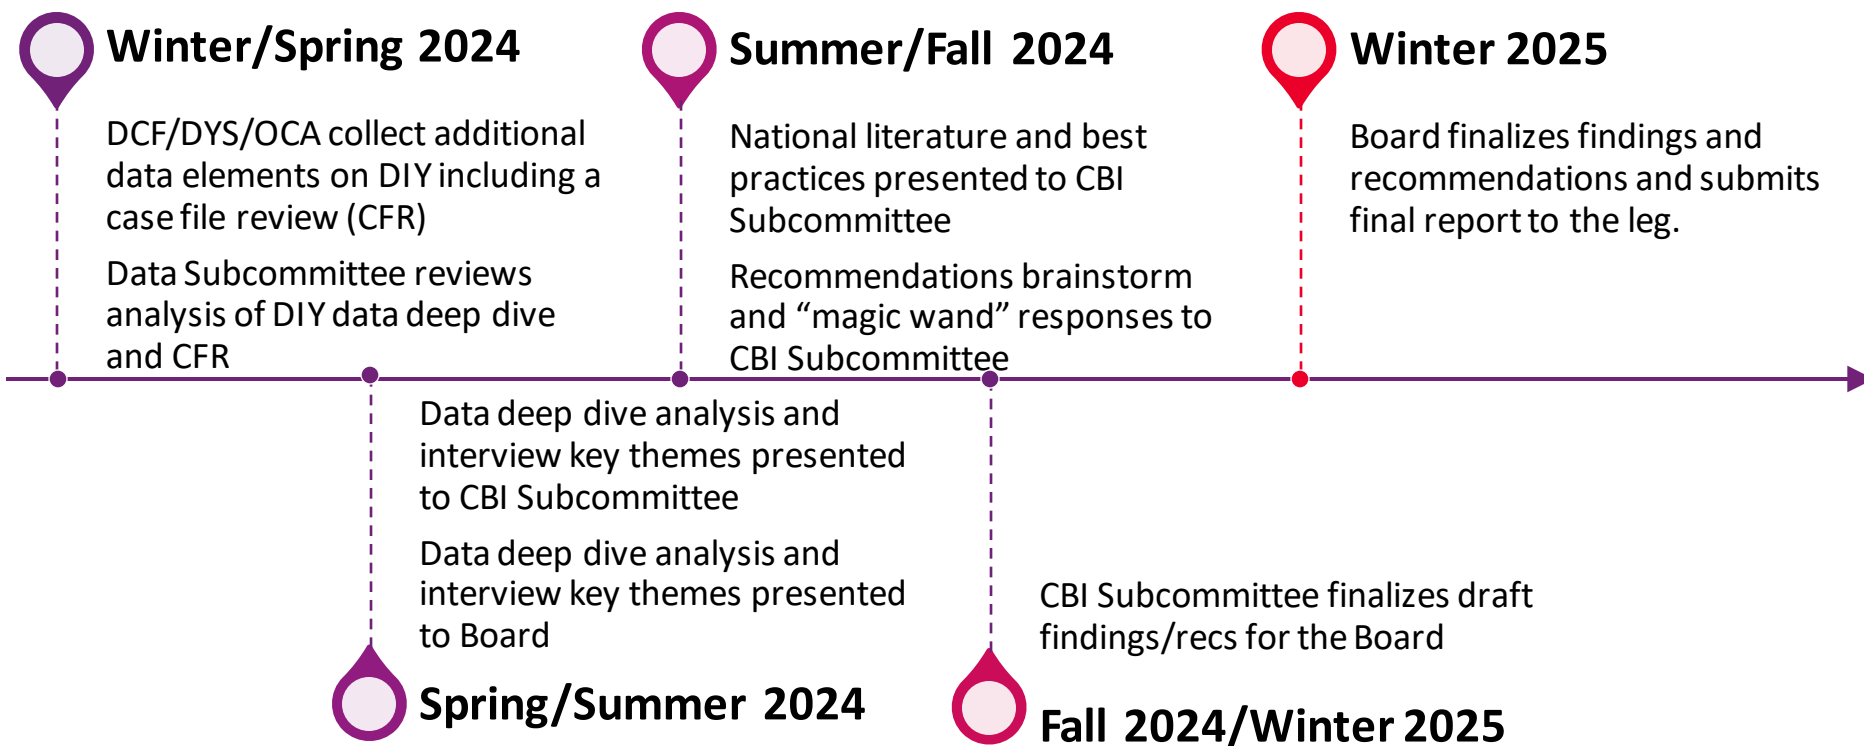 Winter/Spring 2024
DCF/DYS/OCA collect additional
data elements on DIY including a
case file review (CFR)
Data Subcommittee reviews
analysis of DIY data deep dive
and CFR
Data deep dive analysis and
interview key themes presented
to CBI Subcommittee
Data deep dive analysis and
interview key themes presented
to Board
Spring/Summer 2024
Summer/Fall 2024
National literature and best
practices presented to CBI
Subcommittee
Recommendations brainstorm
and “magic wand” responses to
CBI Subcommittee
CBI Subcommittee finalizes draft
findings/recs for the Board
Fall 2024/Winter 2025
Winter 2025
Board finalizes findings and
recommendations and submits
final report to the leg.